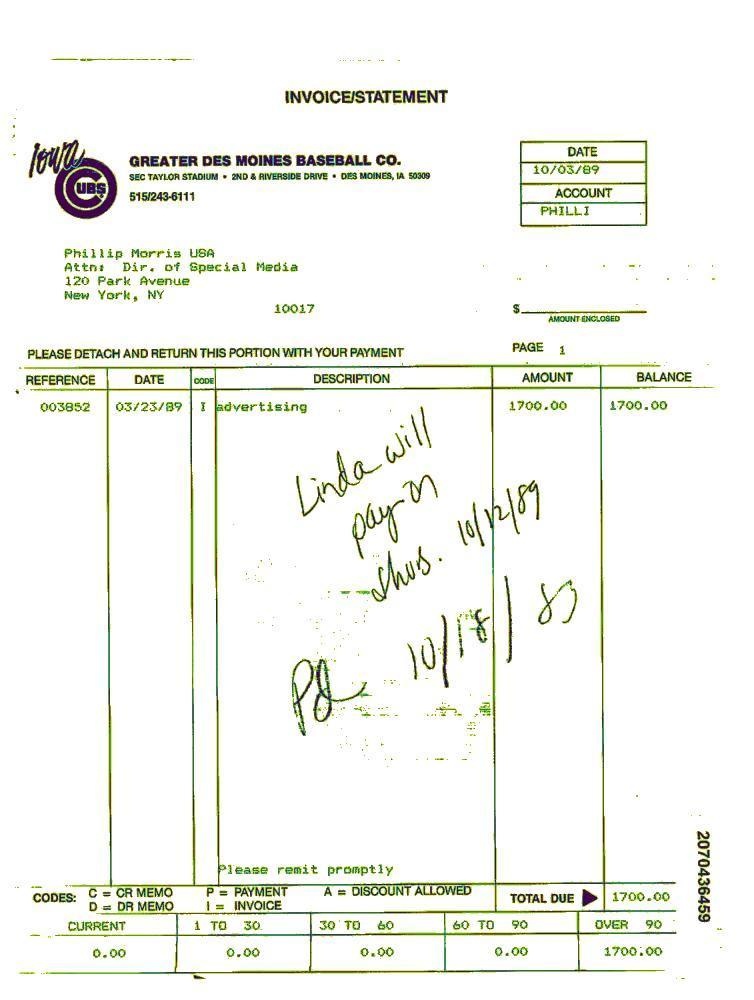 INVOICE/STATEMENT
Iowa CUBS
GREATER DES MOINES BASEBALL CO.
SEC TAYLOR STADIUM • 2ND & RIVERSIDE DRIVE • DES MOINES, IA 50309
515/243-6111
DATE
10/03/89
ACCOUNT
PHILLI
Phillip Morris USA
Attn: Dir. of Special Media
120 Park Avenue
New York, NY
10017
$
AMOUNT ENCLOSED
PLEASE DETACH AND RETURN THIS PORTION WITH YOUR PAYMENT
PAGE 1
REFERENCE DATE CODE DESCRIPTION AMOUNT BALANCE
003852 03/23/89 I advertising 1700.00 1700.00
Linda will
pay on
thurs. 10/12/89
Pd 10/18/89
Please remit promptly
CODES: C = CR MEMO P = PAYMENT A = DISCOUNT ALLOWED
D = DR MEMO I = INVOICE
TOTAL DUE 1700.00
CURRENT 1 TO 30 30 TO 60 60 TO 90 OVER 90
0.00 0.00 0.00 0.00 1700.00
2070436459